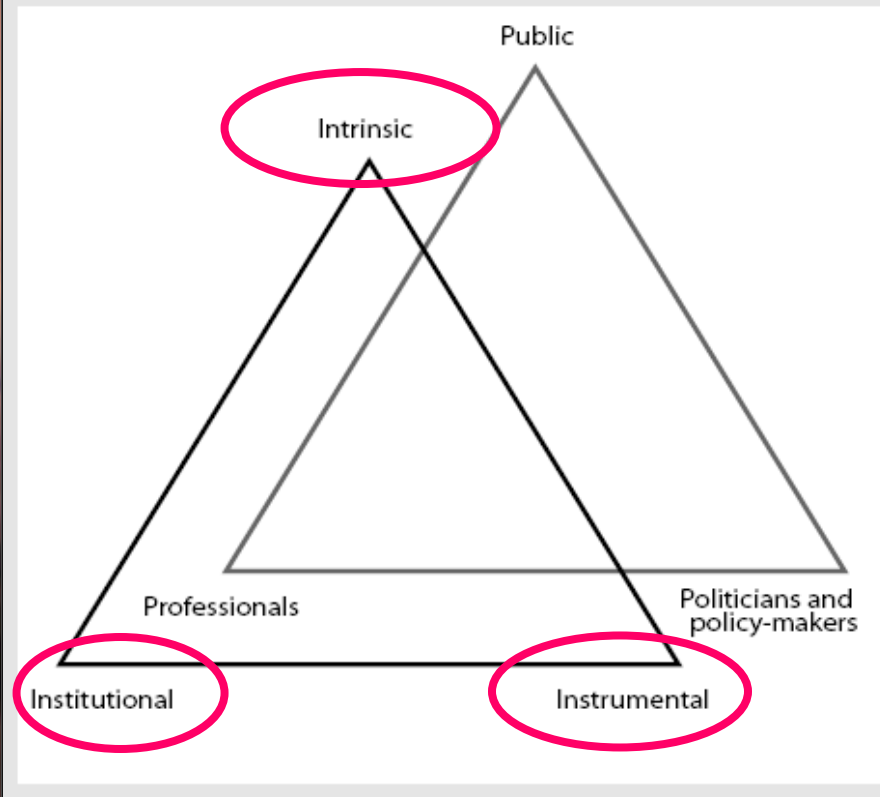 Public
Intrinsic
Professionals
Politicians and
policy-makers
Institutional
Instrumental